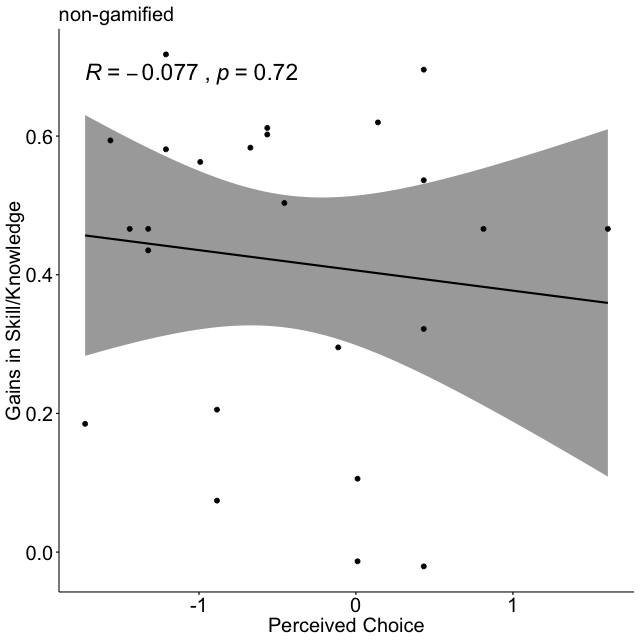 non-gamified
R = −0.077 , p = 0.72
Gains in Skill/Knowledge
0.6
0.4
0.2
0.0
-1
0
1
Perceived Choice